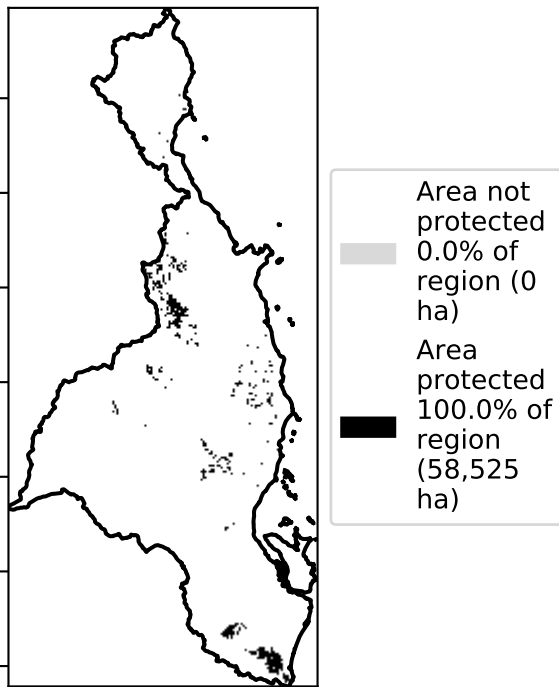 Area not
protected
0.0% of
region (0
ha)
Area
protected
100.0% of
region
(58,525
ha)